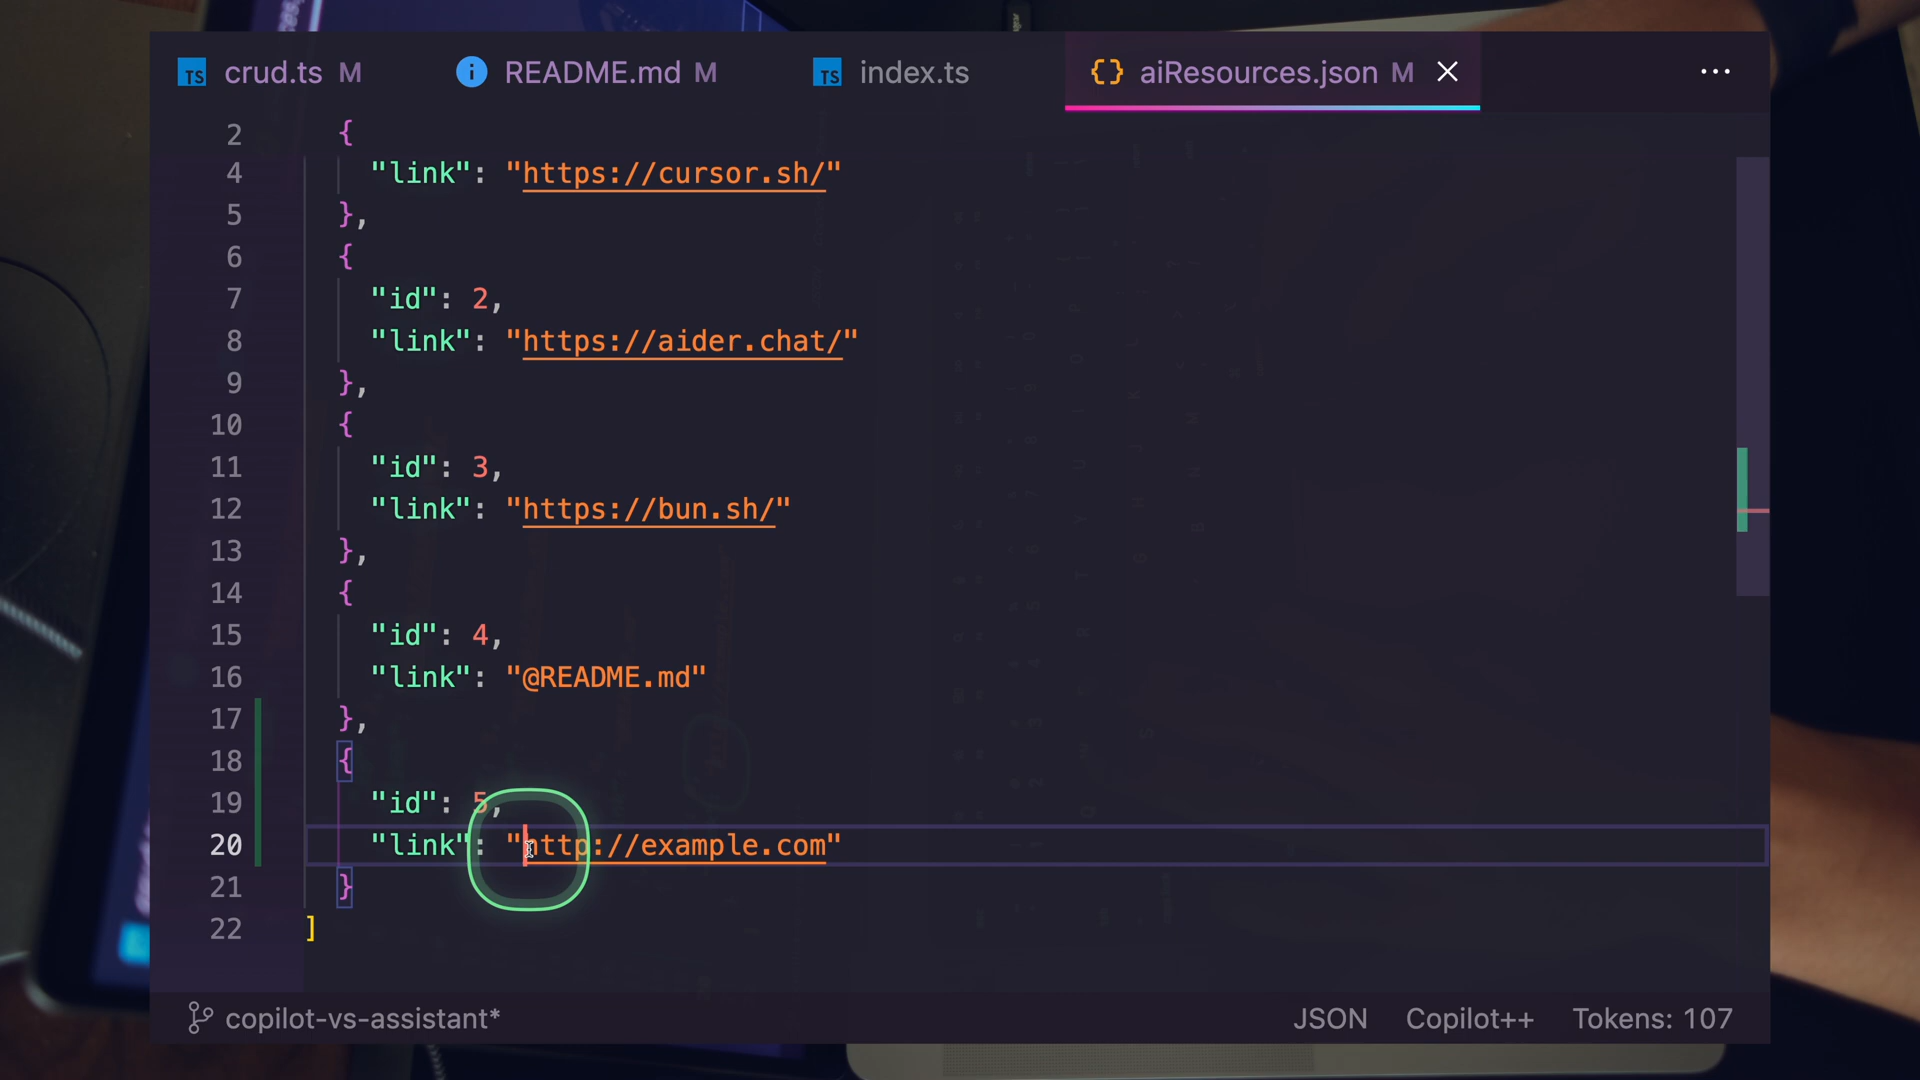 TS crud.ts M README.md M TS index.ts {} aiResources.json M
2 {
4 "link": "https://cursor.sh/"
5 },
6 {
7 "id": 2,
8 "link": "https://aider.chat/"
9 },
10 {
11 "id": 3,
12 "link": "https://bun.sh/"
13 },
14 {
15 "id": 4,
16 "link": "@README.md"
17 },
18 {
19 "id": 5,
20 "link": "http://example.com"
21 }
22 ]
copilot-vs-assistant* JSON Copilot++ Tokens: 107